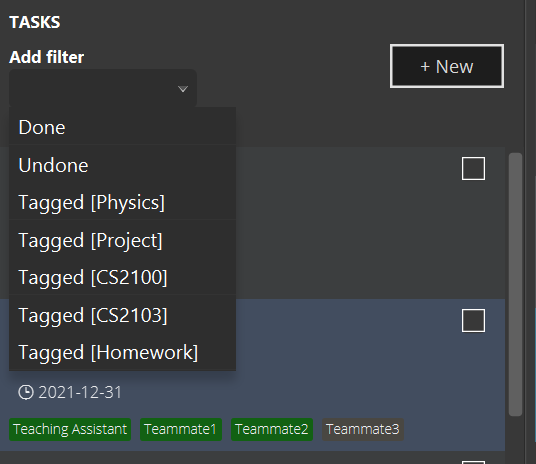 TASKS
Add filter
+ New
Done
Undone
Tagged [Physics]
Tagged [Project]
Tagged [CS2100]
Tagged [CS2103]
Tagged [Homework]
2021-12-31
Teaching Assistant Teammate1 Teammate2 Teammate3